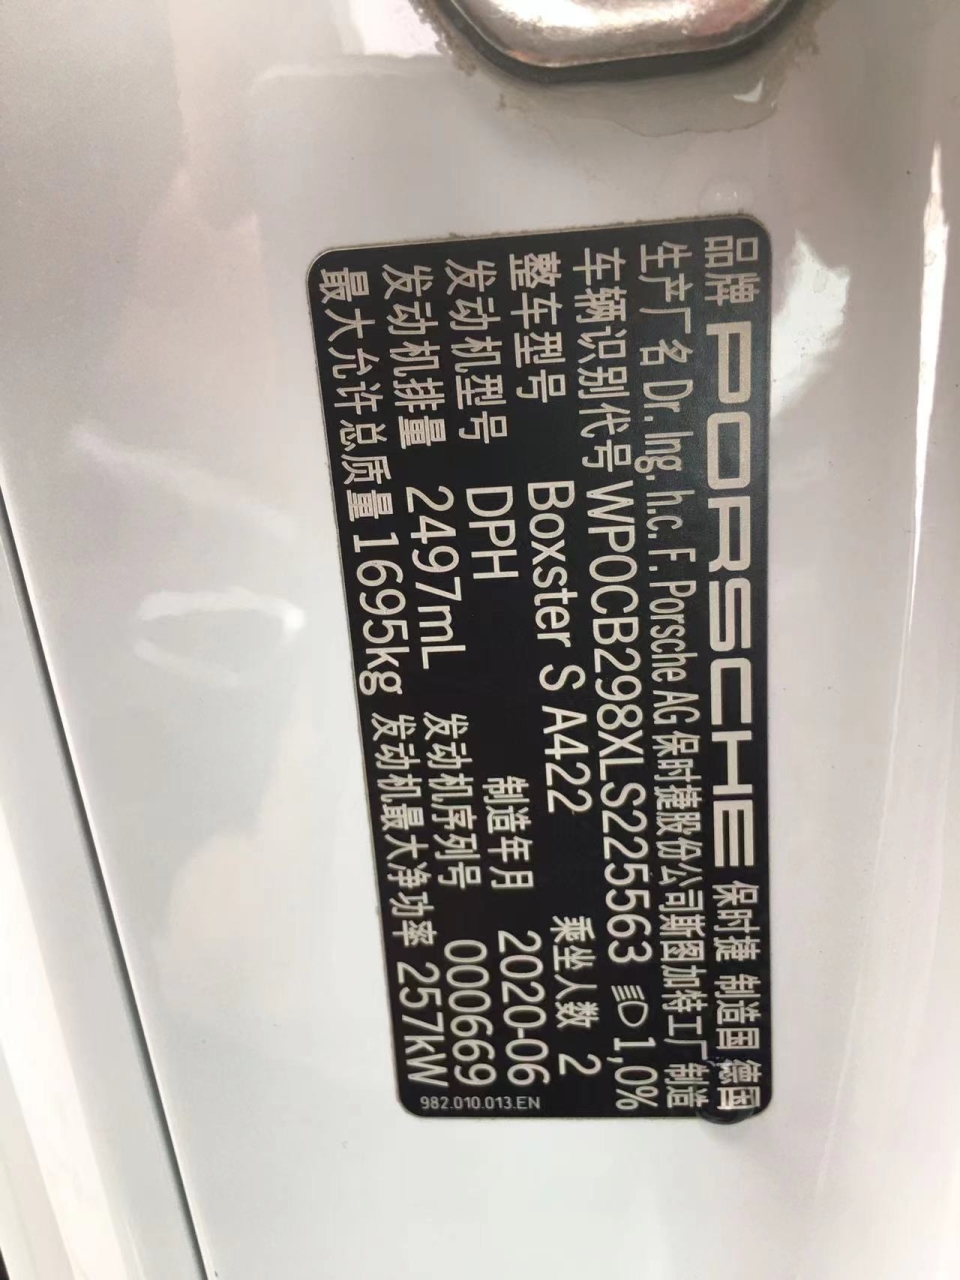 品牌 PORSCHE 保时捷 制造国 德国
生产厂名 Dr. Ing. h.c. F. Porsche AG 保时捷股份公司斯图加特工厂制造
车辆识别代号 WP0CB298XLS225563 1,0%
整车型号 Boxster S A422 乘坐人数 2
发动机型号 DPH 制造年月 2020-06
发动机排量 2497mL 发动机序列号 000669
最大允许总质量 1695kg 发动机最大净功率 257kW
982.010.013.EN